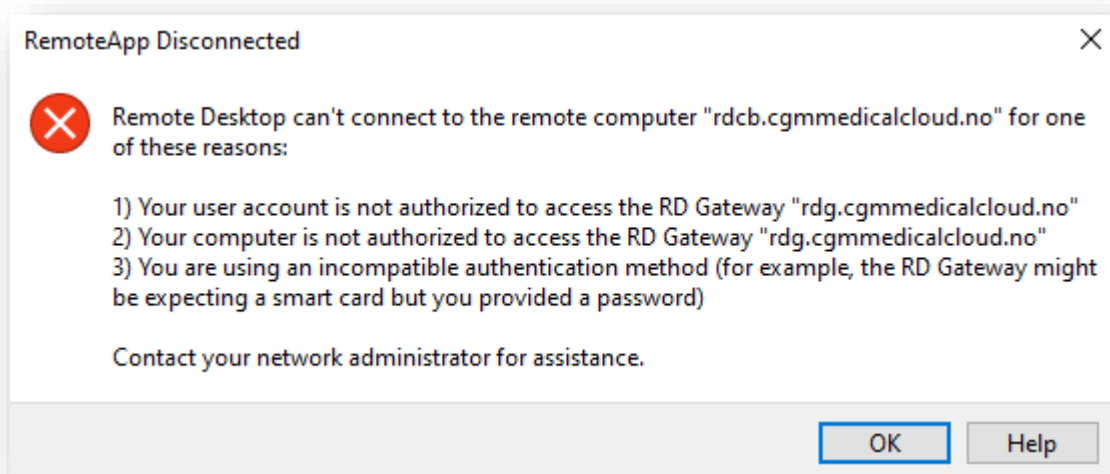 RemoteApp Disconnected
Remote Desktop can't connect to the remote computer "rdcb.cgmmedicalcloud.no" for one
of these reasons:
1) Your user account is not authorized to access the RD Gateway "rdg.cgmmedicalcloud.no"
2) Your computer is not authorized to access the RD Gateway "rdg.cgmmedicalcloud.no"
3) You are using an incompatible authentication method (for example, the RD Gateway might
be expecting a smart card but you provided a password)
Contact your network administrator for assistance.
OK
Help